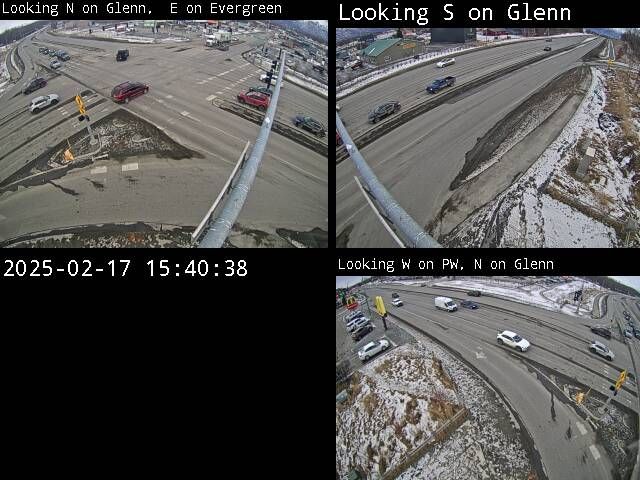 Looking N on Glenn, E on Evergreen
Looking S on Glenn
2025-02-17 15:40:38
Looking W on PW, N on Glenn